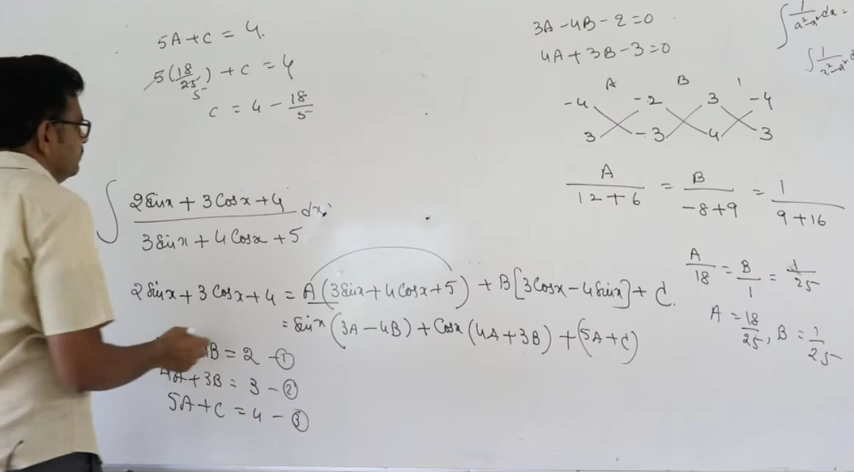 5A+C = 4.
5(18/25) + C = 4
5
C = 4 - 18/5
3A-4B-2=0
4A+3B-3=0
A B 1
-4 -2 3 -4
3 -3 4 3
A/12+6 = B/-8+9 = 1/9+16
A/18 = B/1 = 1/25
A = 18/25, B = 1/25
∫ 2Sinx + 3Cosx + 4 / 3Sinx + 4Cosx + 5 dx
2Sinx + 3Cosx + 4 = A(3Sinx + 4Cosx + 5) + B[3Cosx - 4Sinx] + C.
= Sinx(3A-4B) + Cosx(4A+3B) + (5A+C)
B = 2 - ①
4A+3B = 3 - ②
5A+C = 4 - ③